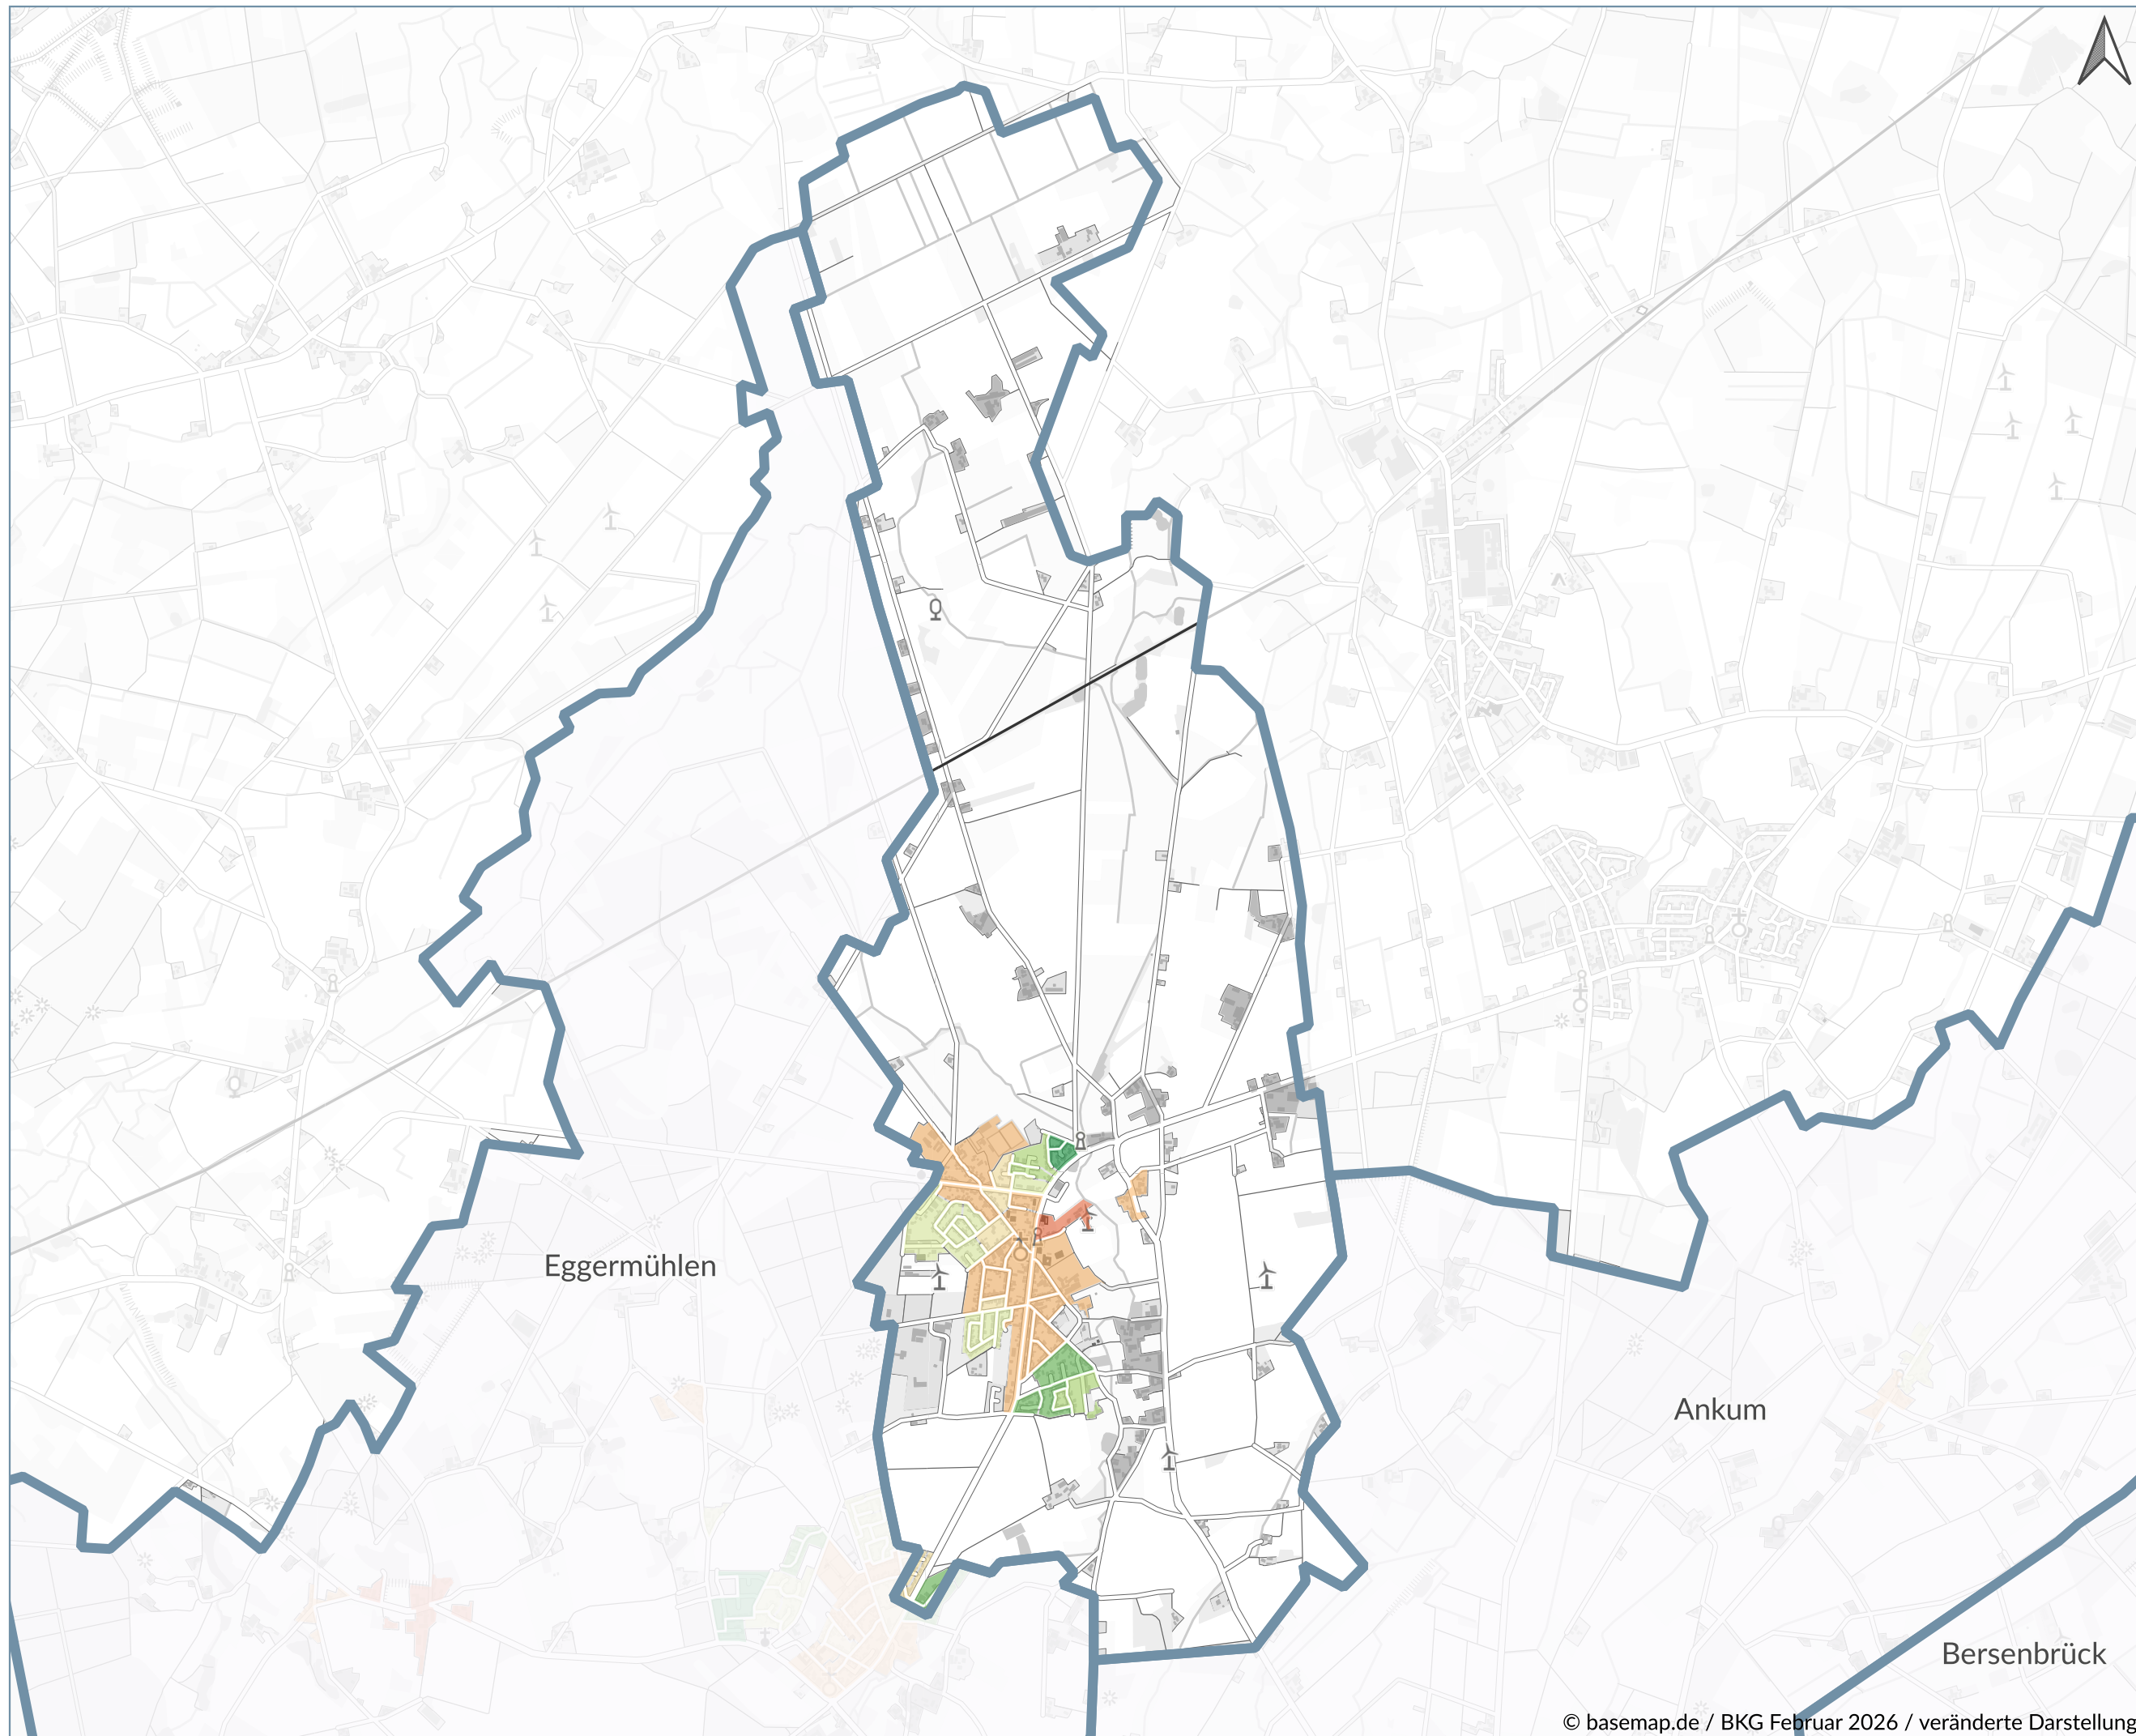 Eggermühlen
Ankum
Bersenbrück
© basemap.de / BKG Februar 2026 / veränderte Darstellung